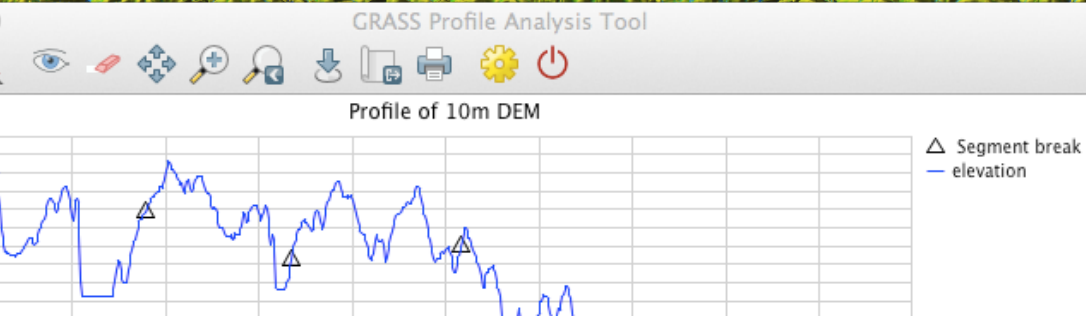 GRASS Profile Analysis Tool
Profile of 10m DEM
Segment break
elevation